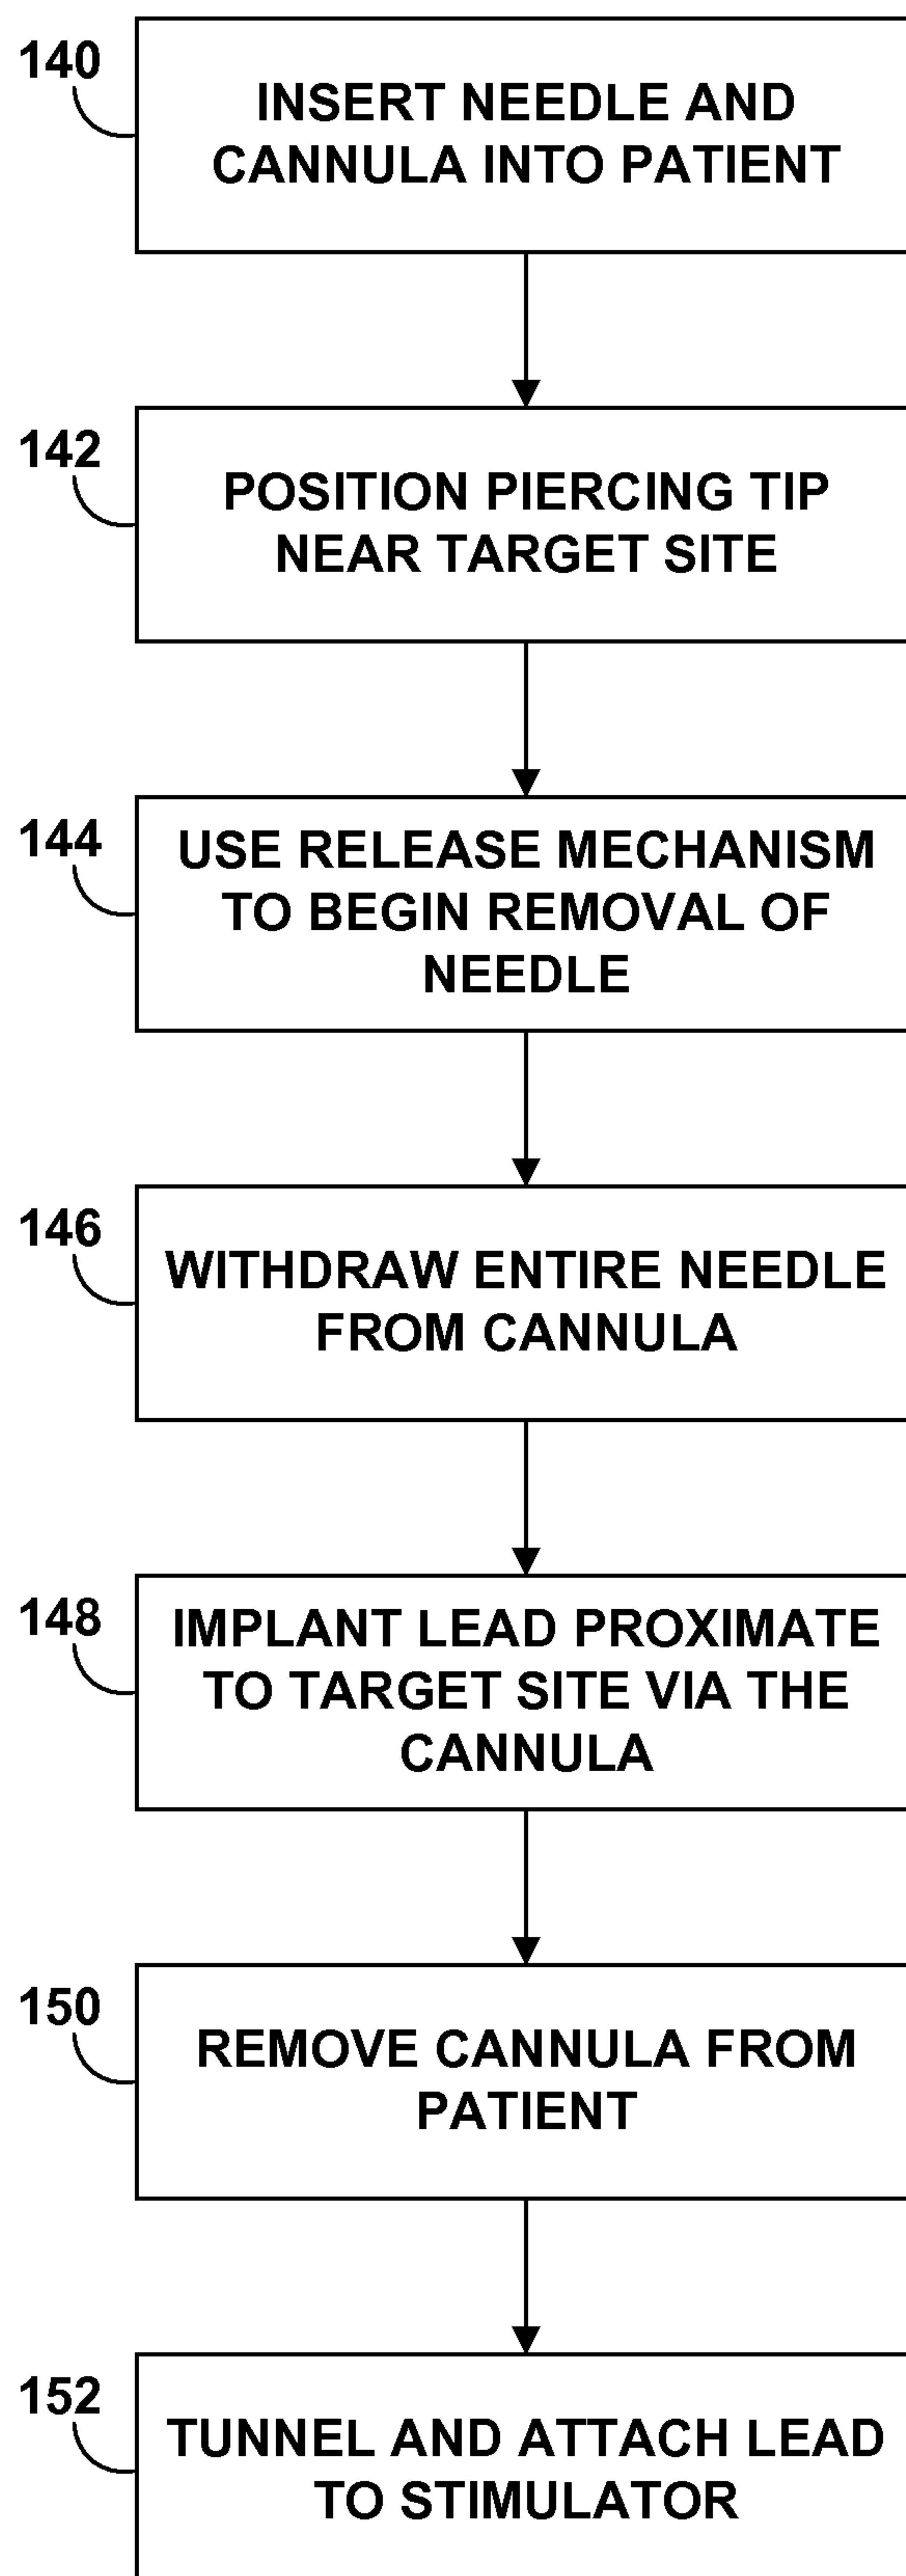 140
INSERT NEEDLE AND
CANNULA INTO PATIENT
142
POSITION PIERCING TIP
NEAR TARGET SITE
144
USE RELEASE MECHANISM
TO BEGIN REMOVAL OF
NEEDLE
146
WITHDRAW ENTIRE NEEDLE
FROM CANNULA
148
IMPLANT LEAD PROXIMATE
TO TARGET SITE VIA THE
CANNULA
150
REMOVE CANNULA FROM
PATIENT
152
TUNNEL AND ATTACH LEAD
TO STIMULATOR